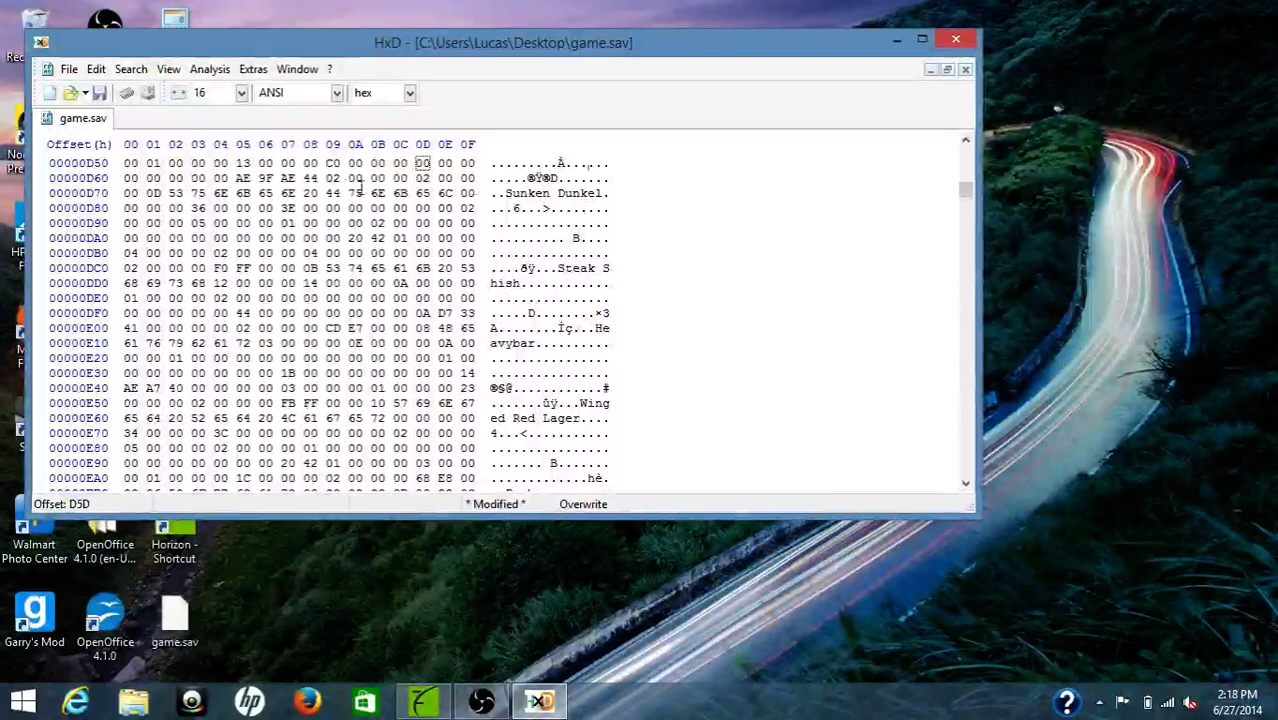 HxD - [C:\Users\Lucas\Desktop\game.sav]
File Edit Search View Analysis Extras Window ?
16 ANSI hex
game.sav
Offset(h) 00 01 02 03 04 05 06 07 08 09 0A 0B 0C 0D 0E 0F
00000D50 00 01 00 00 00 13 00 00 00 C0 00 00 00 00 00 00 .........À......
00000D60 00 00 00 00 00 AE 9F AE 44 02 00 00 00 02 00 00 .....®Ÿ®D.......
00000D70 00 0D 53 75 6E 6B 65 6E 20 44 75 6E 6B 65 6C 00 ..Sunken Dunkel.
00000D80 00 00 36 00 00 00 3E 00 00 00 00 00 00 00 00 02 ..6...>.........
00000D90 00 00 00 05 00 00 00 01 00 00 00 02 00 00 00 00 ................
00000DA0 00 00 00 00 00 00 00 00 00 00 20 42 01 00 00 00 .......... B....
00000DB0 04 00 00 00 02 00 00 00 04 00 00 00 00 00 00 00 ................
00000DC0 02 00 00 00 F0 FF 00 00 0B 53 74 65 61 6B 20 53 ....ðÿ...Steak S
00000DD0 68 69 73 68 12 00 00 00 14 00 00 00 0A 00 00 00 hish............
00000DE0 01 00 00 00 02 00 00 00 00 00 00 00 00 00 00 00 ................
00000DF0 00 00 00 00 00 44 00 00 00 00 00 00 0A D7 33 .....D.......×3
00000E00 41 00 00 00 00 02 00 00 00 CD E7 00 00 08 48 65 A........Íç...He
00000E10 61 76 79 62 61 72 03 00 00 00 0E 00 00 00 0A 00 avybar..........
00000E20 00 00 01 00 00 00 00 00 00 00 00 00 00 00 01 00 ................
00000E30 00 00 00 00 00 00 00 1B 00 00 00 00 00 00 00 14 ................
00000E40 AE A7 40 00 00 00 00 03 00 00 00 01 00 00 00 23 ®§@............#
00000E50 00 00 00 02 00 00 00 FB FF 00 00 10 57 69 6E 67 .......ûÿ...Wing
00000E60 65 64 20 52 65 64 20 4C 61 67 65 72 00 00 00 00 ed Red Lager....
00000E70 34 00 00 00 3C 00 00 00 00 00 00 00 02 00 00 00 4...<...........
00000E80 05 00 00 00 02 00 00 00 01 00 00 00 00 00 00 00 ................
00000E90 00 00 00 00 00 00 00 20 42 01 00 00 00 03 00 00 ....... B.......
00000EA0 00 01 00 00 00 1C 00 00 00 02 00 00 00 68 E8 00 .............hè.
Offset: D5D * Modified * Overwrite
Walmart Photo Center
OpenOffice 4.1.0 (en-U...
Horizon - Shortcut
Garry's Mod
OpenOffice 4.1.0
game.sav
2:18 PM
6/27/2014